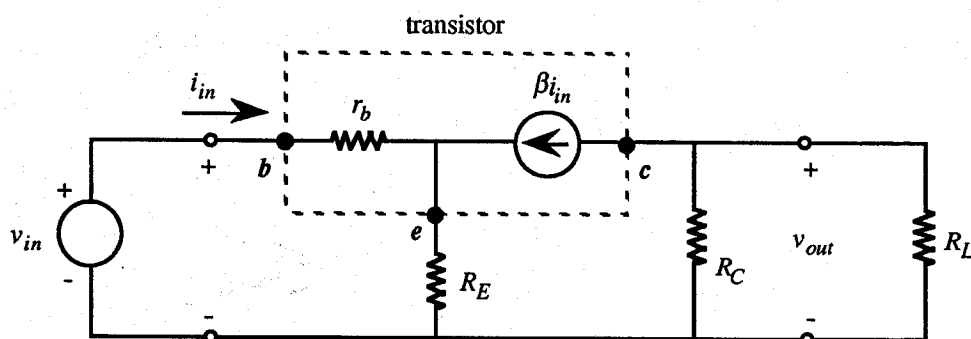 transistor
i_in
r_b
βi_in
+
b
c
+
+
v_in
-
e
R_E
R_C
v_out
R_L
-
-